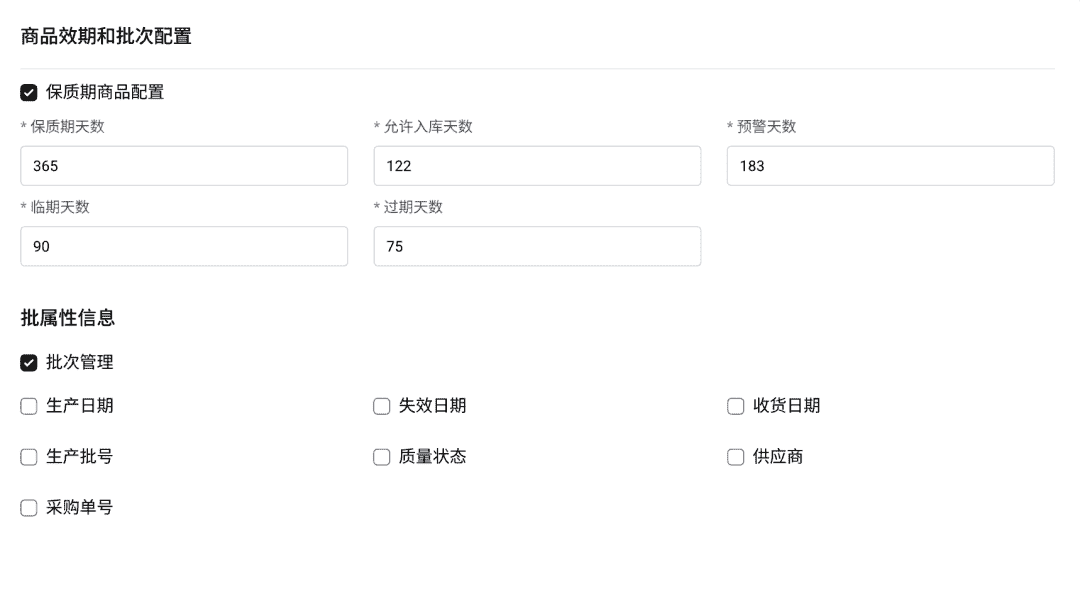 商品效期和批次配置
保质期商品配置
* 保质期天数 * 允许入库天数 * 预警天数
365 122 183
* 临期天数 * 过期天数
90 75
批属性信息
批次管理
生产日期 失效日期 收货日期
生产批号 质量状态 供应商
采购单号